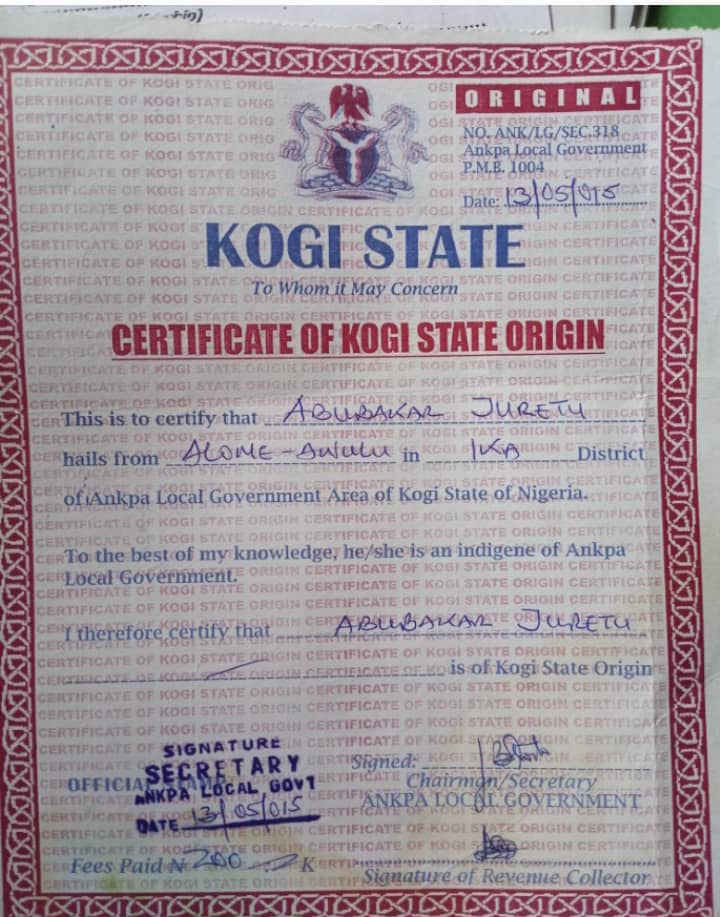 ORIGINAL
NO. ANK/LG/SEC.318
Ankpa Local Government
P.M.B. 1004
Date: 13/05/015
KOGI STATE
To Whom it May Concern
CERTIFICATE OF KOGI STATE ORIGIN
This is to certify that ABUBAKAR JURETU
hails from ALOME-AWULU in IKA District
of Ankpa Local Government Area of Kogi State of Nigeria.
To the best of my knowledge, he/she is an indigene of Ankpa
Local Government.
I therefore certify that ABUBAKAR JURETU
is of Kogi State Origin
SIGNATURE
SECRETARY
ANKPA LOCAL GOVT
DATE 13/05/015
OFFICIAL
Signed:
Chairman/Secretary
ANKPA LOCAL GOVERNMENT
Fees Paid ₦ 200 K
Signature of Revenue Collector